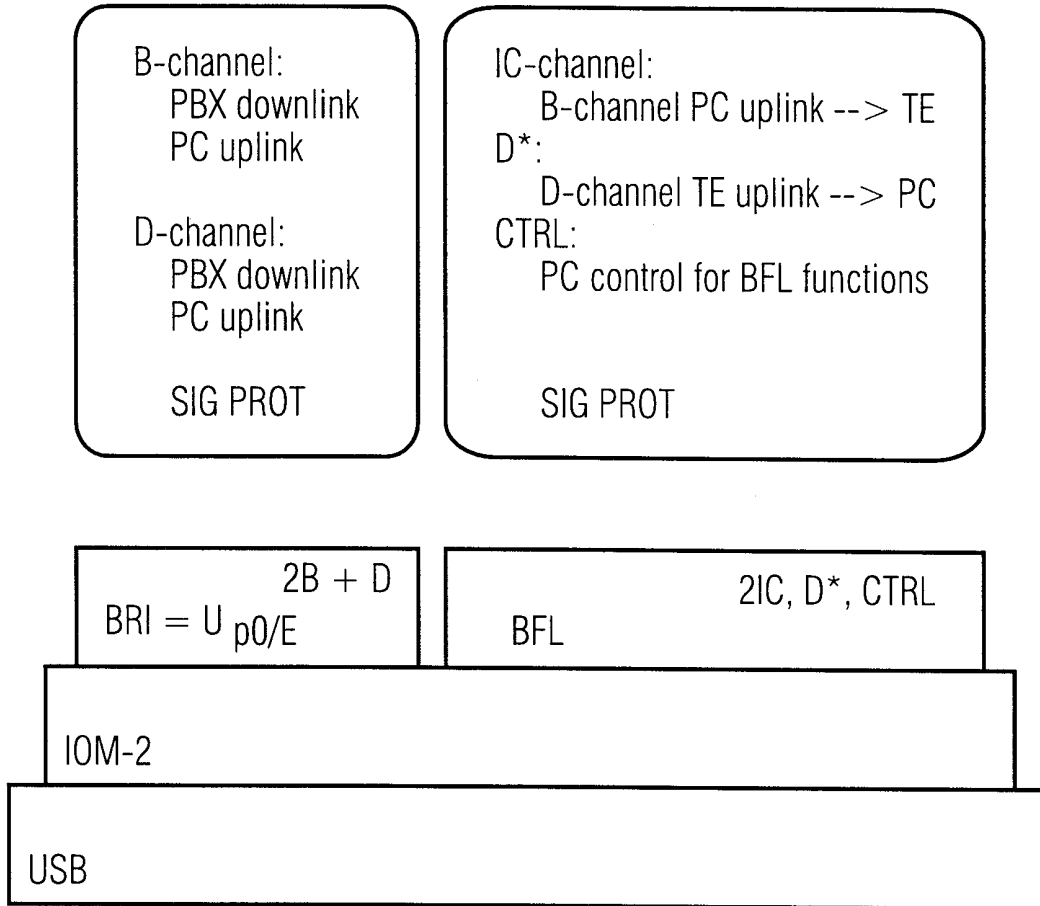 B-channel:
PBX downlink
PC uplink
D-channel:
PBX downlink
PC uplink
SIG PROT
IC-channel:
B-channel PC uplink --> TE
D*:
D-channel TE uplink --> PC
CTRL:
PC control for BFL functions
SIG PROT
2B + D
BRI = U p0/E
2IC, D*, CTRL
BFL
IOM-2
USB